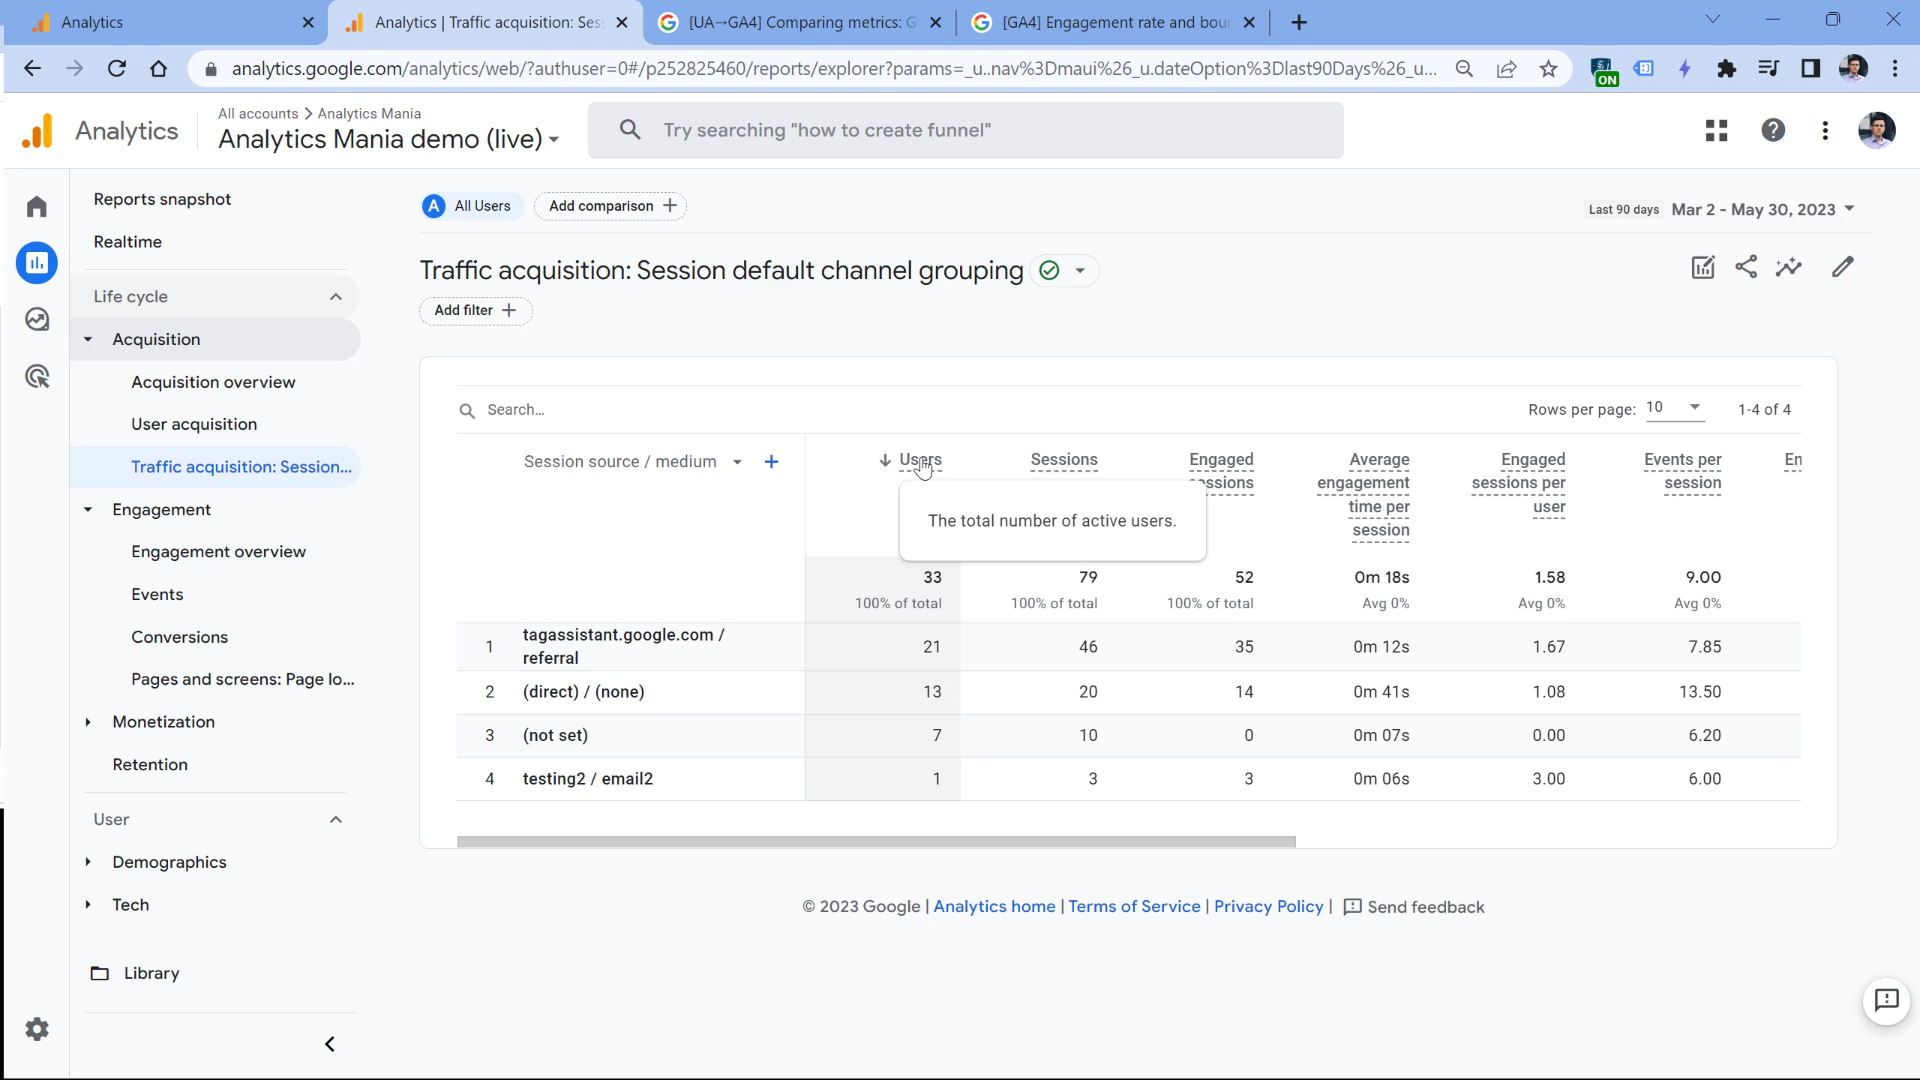 Analytics
Analytics | Traffic acquisition: Ses
[UA→GA4] Comparing metrics: G
[GA4] Engagement rate and bou
analytics.google.com/analytics/web/?authuser=0#/p252825460/reports/explorer?params=_u..nav%3Dmaui%26_u.dateOption%3Dlast90Days%26_u...
ON
Analytics
All accounts > Analytics Mania
Analytics Mania demo (live)
Try searching "how to create funnel"
Reports snapshot
Realtime
Life cycle
Acquisition
Acquisition overview
User acquisition
Traffic acquisition: Session...
Engagement
Engagement overview
Events
Conversions
Pages and screens: Page lo...
Monetization
Retention
User
Demographics
Tech
Library
A All Users
Add comparison +
Last 90 days Mar 2 - May 30, 2023
Traffic acquisition: Session default channel grouping
Add filter +
Search...
Rows per page: 10 1-4 of 4
Session source / medium +
Users
Sessions
Engaged sessions
Average engagement time per session
Engaged sessions per user
Events per session
En
The total number of active users.
33 79 52 0m 18s 1.58 9.00
100% of total 100% of total 100% of total Avg 0% Avg 0% Avg 0%
1 tagassistant.google.com / referral 21 46 35 0m 12s 1.67 7.85
2 (direct) / (none) 13 20 14 0m 41s 1.08 13.50
3 (not set) 7 10 0 0m 07s 0.00 6.20
4 testing2 / email2 1 3 3 0m 06s 3.00 6.00
© 2023 Google | Analytics home | Terms of Service | Privacy Policy | Send feedback